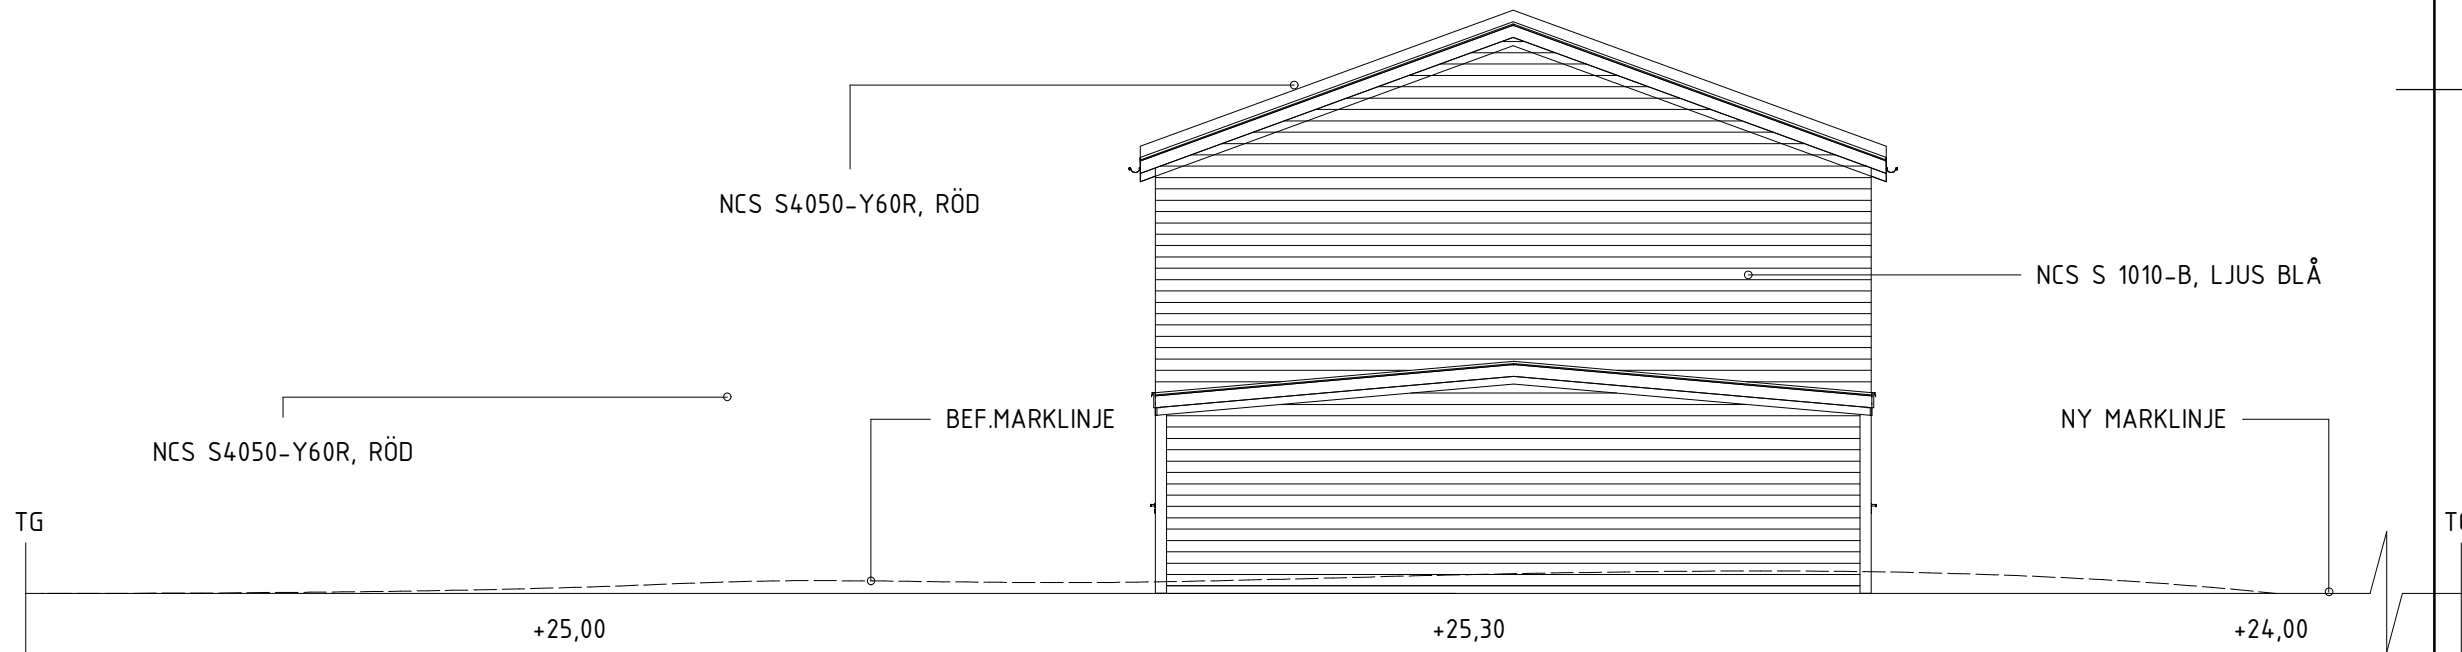 NCS S4050-Y60R, RÖD
NCS S 1010-B, LJUS BLÅ
BEF.MARKLINJE
NY MARKLINJE
NCS S4050-Y60R, RÖD
TG
+25,00
+25,30
+24,00